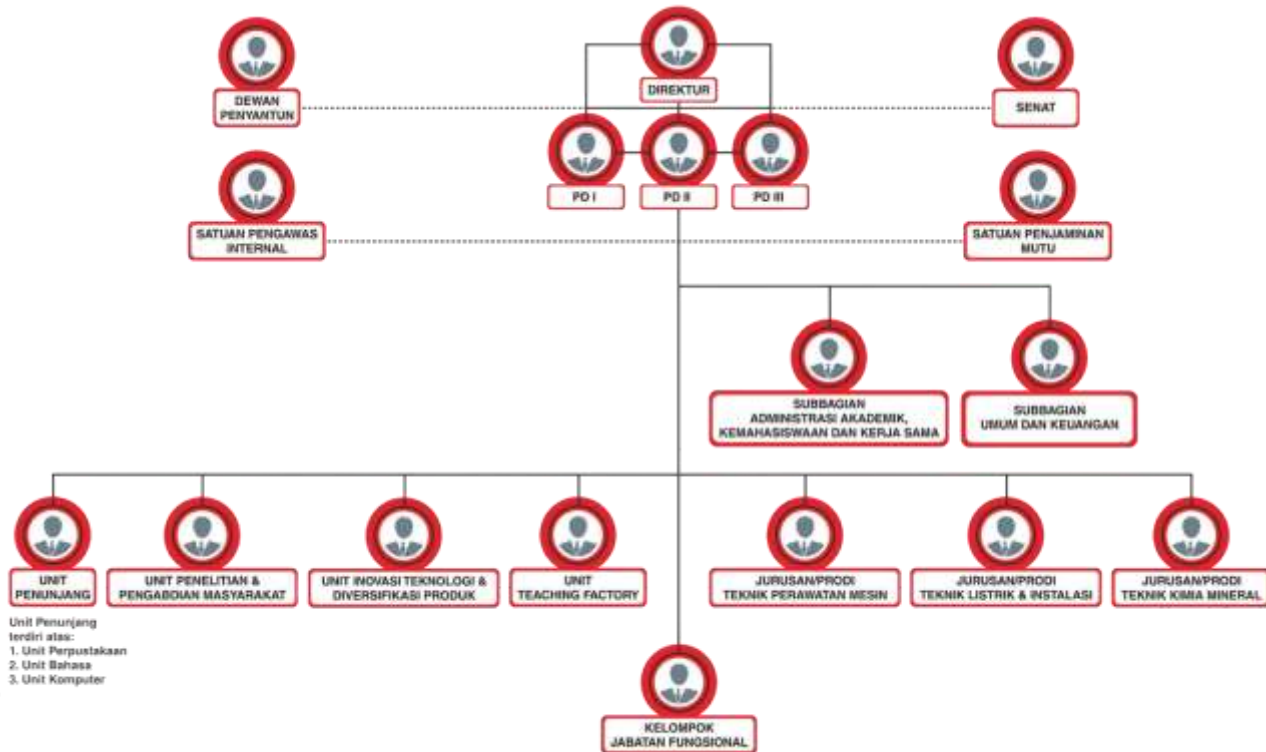 DIREKTUR
DEWAN
PENYANTUN
SENAT
PD I
PD II
PD III
SATUAN PENGAWAS
INTERNAL
SATUAN PENJAMINAN
MUTU
SUBBAGIAN
ADMINISTRASI AKADEMIK,
KEMAHASISWAAN DAN KERJA SAMA
SUBBAGIAN
UMUM DAN KEUANGAN
UNIT
PENUNJANG
UNIT PENELITIAN &
PENGABDIAN MASYARAKAT
UNIT INOVASI TEKNOLOGI &
DIVERSIFIKASI PRODUK
UNIT
TEACHING FACTORY
JURUSAN/PRODI
TEKNIK PERAWATAN MESIN
JURUSAN/PRODI
TEKNIK LISTRIK & INSTALASI
JURUSAN/PRODI
TEKNIK KIMIA MINERAL
Unit Penunjang
terdiri atas:
1. Unit Perpustakaan
2. Unit Bahasa
3. Unit Komputer
KELOMPOK
JABATAN FUNGSIONAL